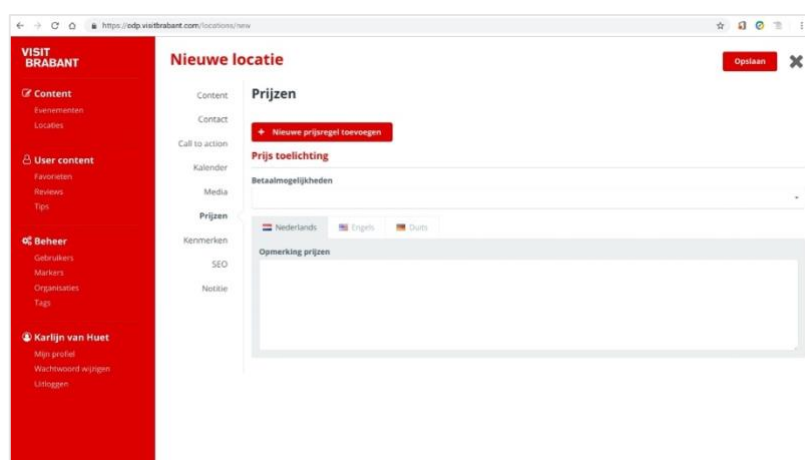 https://edp.visitbrabant.com/locations/new
VISIT
BRABANT
Content
Evenementen
Locaties
User content
Favorieten
Reviews
Tips
Beheer
Gebruikers
Markers
Organisaties
Tags
Karlijn van Huet
Mijn profiel
Wachtwoord wijzigen
Uitloggen
Nieuwe locatie
Opslaan
Content
Contact
Call to action
Kalender
Media
Prijzen
Kenmerken
SEO
Notitie
Prijzen
+ Nieuwe prijsregel toevoegen
Prijs toelichting
Betaalmogelijkheden
Nederlands Engels Duits
Opmerking prijzen